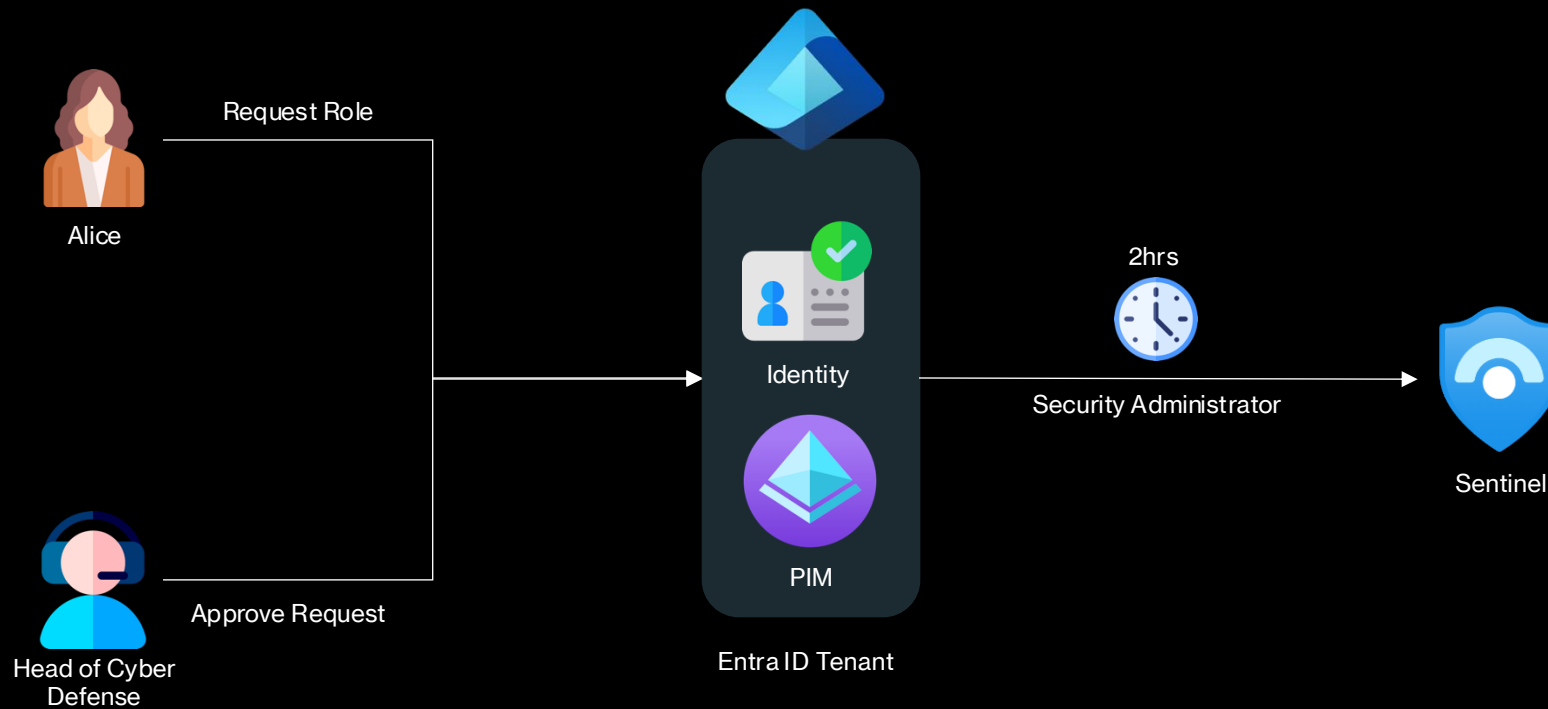 Request Role
Alice
2hrs
Identity
Security Administrator
Sentinel
PIM
Approve Request
Entra ID Tenant
Head of Cyber
Defense